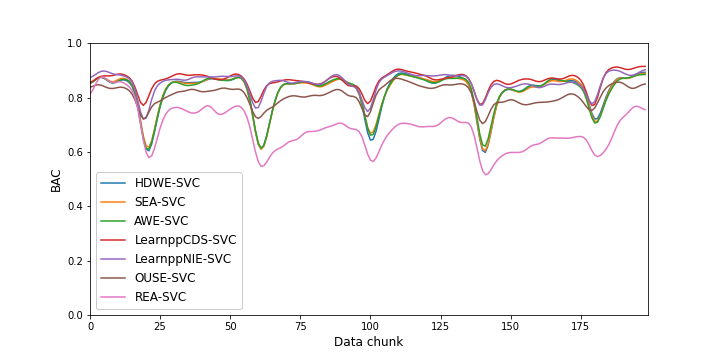 1.0
0.8
0.6
0.4
0.2
0.0
BAC
HDWE-SVC
SEA-SVC
AWE-SVC
LearnppCDS-SVC
LearnppNIE-SVC
OUSE-SVC
REA-SVC
0 25 50 75 100 125 150 175
Data chunk